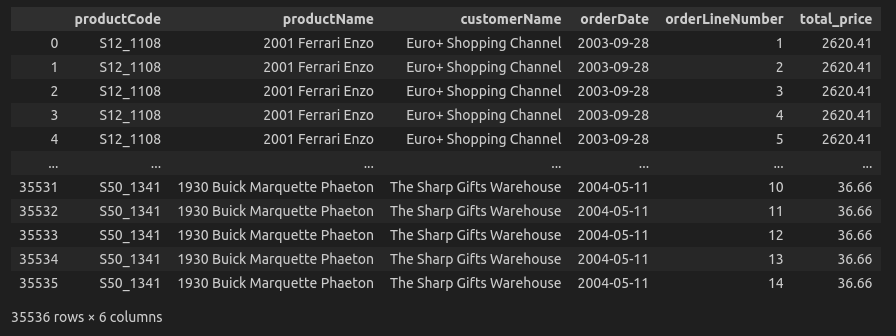 productCode productName customerName orderDate orderLineNumber total_price
0 S12_1108 2001 Ferrari Enzo Euro+ Shopping Channel 2003-09-28 1 2620.41
1 S12_1108 2001 Ferrari Enzo Euro+ Shopping Channel 2003-09-28 2 2620.41
2 S12_1108 2001 Ferrari Enzo Euro+ Shopping Channel 2003-09-28 3 2620.41
3 S12_1108 2001 Ferrari Enzo Euro+ Shopping Channel 2003-09-28 4 2620.41
4 S12_1108 2001 Ferrari Enzo Euro+ Shopping Channel 2003-09-28 5 2620.41
... ... ... ... ... ... ...
35531 S50_1341 1930 Buick Marquette Phaeton The Sharp Gifts Warehouse 2004-05-11 10 36.66
35532 S50_1341 1930 Buick Marquette Phaeton The Sharp Gifts Warehouse 2004-05-11 11 36.66
35533 S50_1341 1930 Buick Marquette Phaeton The Sharp Gifts Warehouse 2004-05-11 12 36.66
35534 S50_1341 1930 Buick Marquette Phaeton The Sharp Gifts Warehouse 2004-05-11 13 36.66
35535 S50_1341 1930 Buick Marquette Phaeton The Sharp Gifts Warehouse 2004-05-11 14 36.66
35536 rows × 6 columns